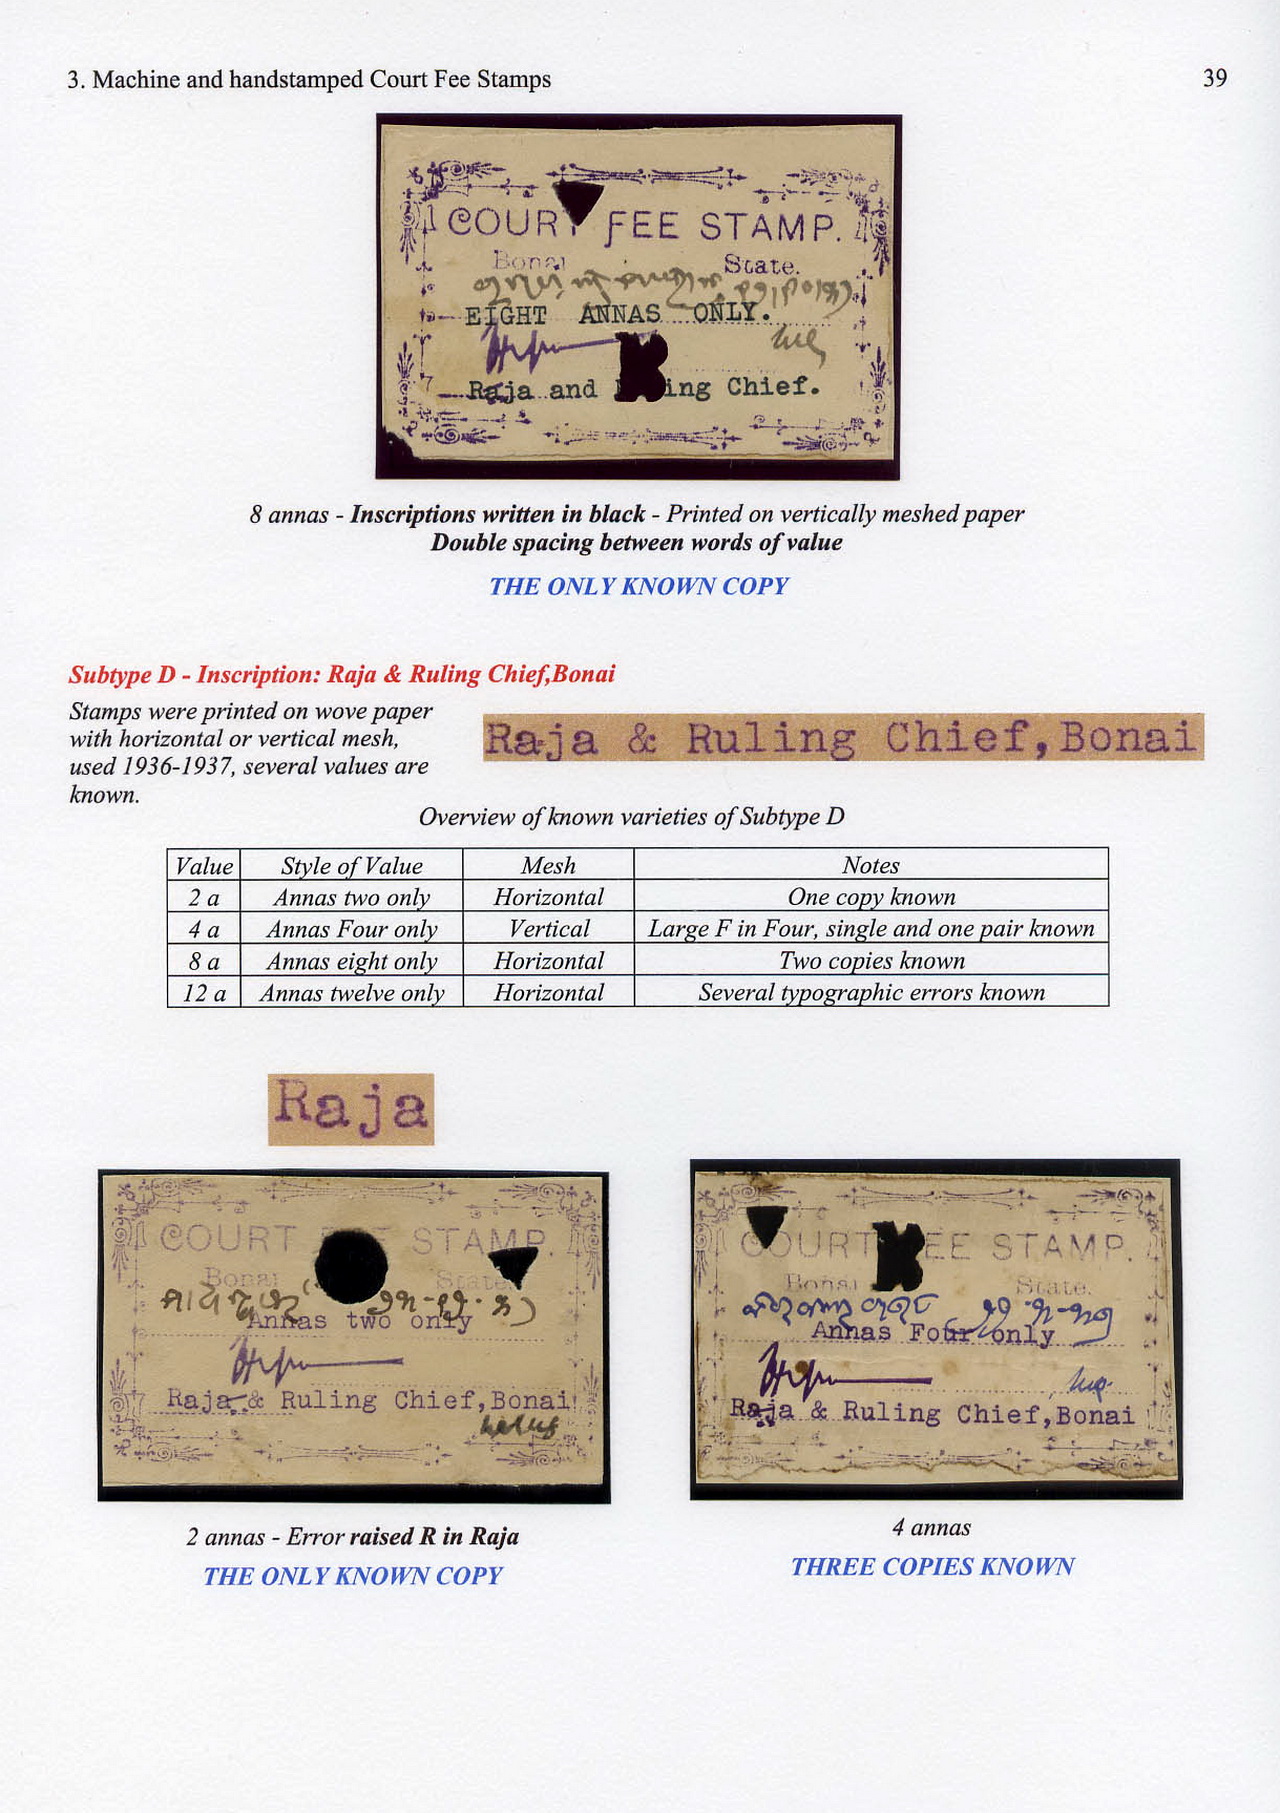 3. Machine and handstamped Court Fee Stamps 39
COURT FEE STAMP.
Bonai State.
EIGHT ANNAS ONLY.
Raja and ing Chief.
8 annas - Inscriptions written in black - Printed on vertically meshed paper
Double spacing between words of value
THE ONLY KNOWN COPY
Subtype D - Inscription: Raja & Ruling Chief,Bonai
Stamps were printed on wove paper
with horizontal or vertical mesh,
used 1936-1937, several values are
known.
Raja & Ruling Chief,Bonai
Overview of known varieties of Subtype D
Value Style of Value Mesh Notes
2 a Annas two only Horizontal One copy known
4 a Annas Four only Vertical Large F in Four, single and one pair known
8 a Annas eight only Horizontal Two copies known
12 a Annas twelve only Horizontal Several typographic errors known
Raja
COURT STAMP.
Bonai State
Annas two only
Raja & Ruling Chief,Bonai
2 annas - Error raised R in Raja
THE ONLY KNOWN COPY
COURT EE STAMP.
Bonai State.
Annas Four only
Raja & Ruling Chief,Bonai
4 annas
THREE COPIES KNOWN